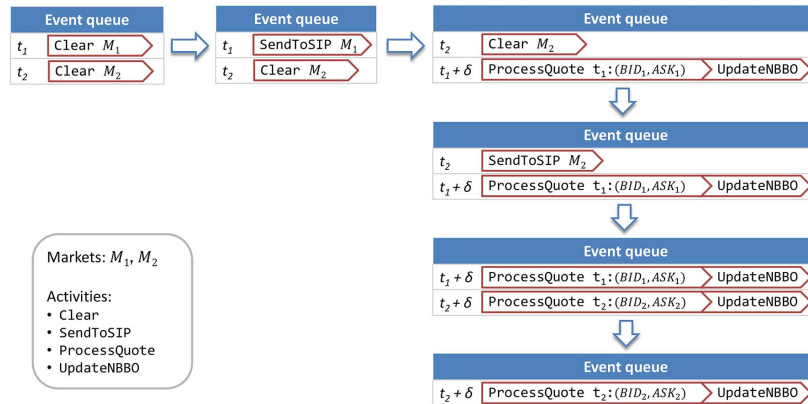 Event queue
t₁ Clear M₁
t₂ Clear M₂
Event queue
t₁ SendToSIP M₁
t₂ Clear M₂
Event queue
t₂ Clear M₂
t₁ + δ ProcessQuote t₁:(BID₁, ASK₁) UpdateNBBO
Event queue
t₂ SendToSIP M₂
t₁ + δ ProcessQuote t₁:(BID₁, ASK₁) UpdateNBBO
Event queue
t₁ + δ ProcessQuote t₁:(BID₁, ASK₁) UpdateNBBO
t₂ + δ ProcessQuote t₂:(BID₂, ASK₂) UpdateNBBO
Event queue
t₂ + δ ProcessQuote t₂:(BID₂, ASK₂) UpdateNBBO
Markets: M₁, M₂
Activities:
• Clear
• SendToSIP
• ProcessQuote
• UpdateNBBO